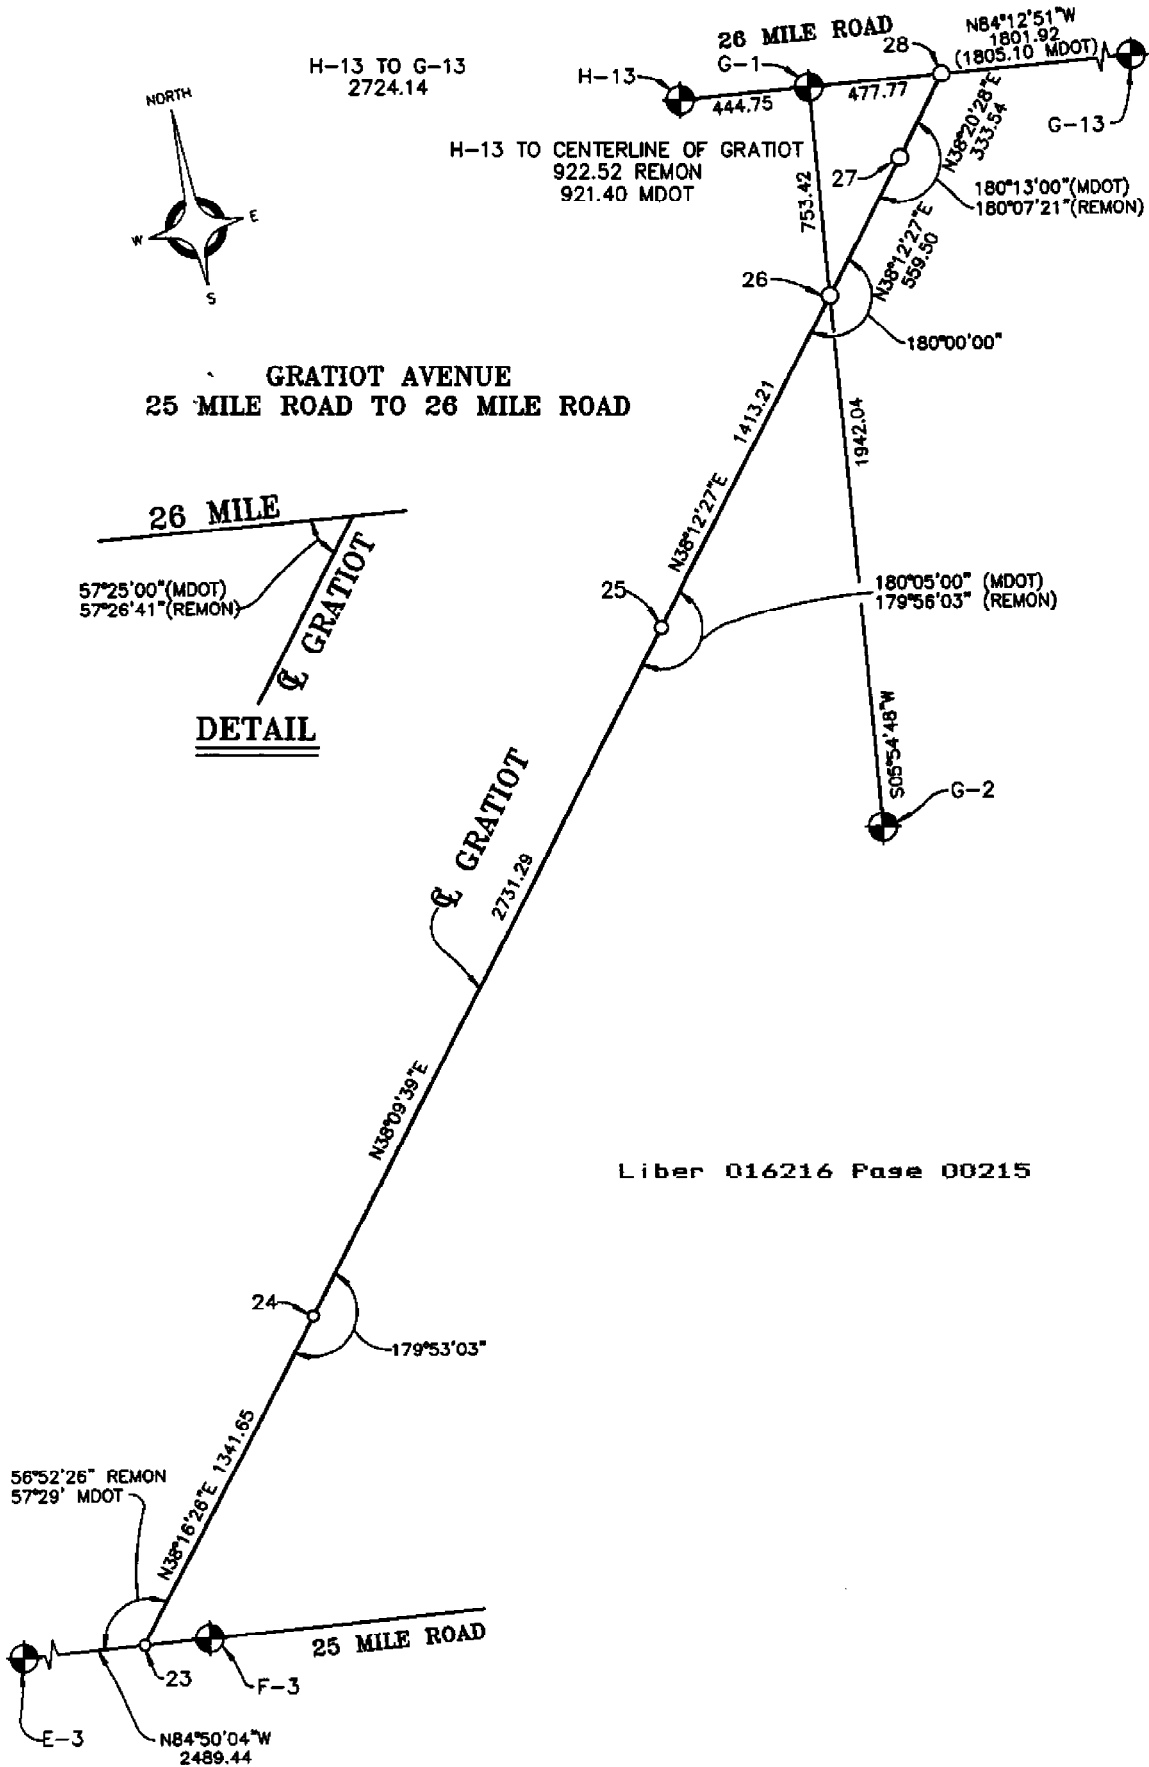 26 MILE ROAD
28
N84°12'51"W
1801.92
(1805.10 MDOT)
H-13 TO G-13
2724.14
H-13
G-1
444.75
477.77
G-13
NORTH
E
W
S
H-13 TO CENTERLINE OF GRATIOT
922.52 REMON
921.40 MDOT
753.42
27
N38°20'28"E
333.54
180°13'00"(MDOT)
180°07'21"(REMON)
N38°12'27"E
559.50
26
180°00'00"
GRATIOT AVENUE
25 MILE ROAD TO 26 MILE ROAD
1413.21
N38°12'27"E
1942.04
26 MILE
57°25'00"(MDOT)
57°26'41"(REMON)
℄ GRATIOT
DETAIL
25
180°05'00" (MDOT)
179°56'03" (REMON)
S05°54'48"W
G-2
℄ GRATIOT
2731.29
N38°09'39"E
Liber 016216 Page 00215
24
179°53'03"
N38°16'26"E 1341.65
56°52'26" REMON
57°29' MDOT
25 MILE ROAD
23
F-3
E-3
N84°50'04"W
2489.44